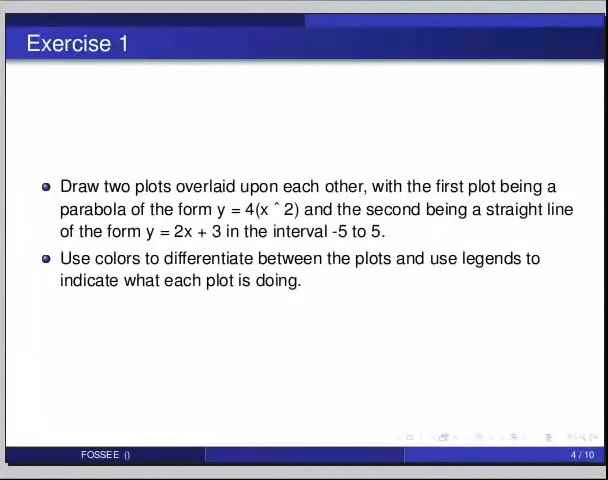 Exercise 1
Draw two plots overlaid upon each other, with the first plot being a
parabola of the form y = 4(x ˆ 2) and the second being a straight line
of the form y = 2x + 3 in the interval -5 to 5.
Use colors to differentiate between the plots and use legends to
indicate what each plot is doing.
FOSSEE ()
4 / 10